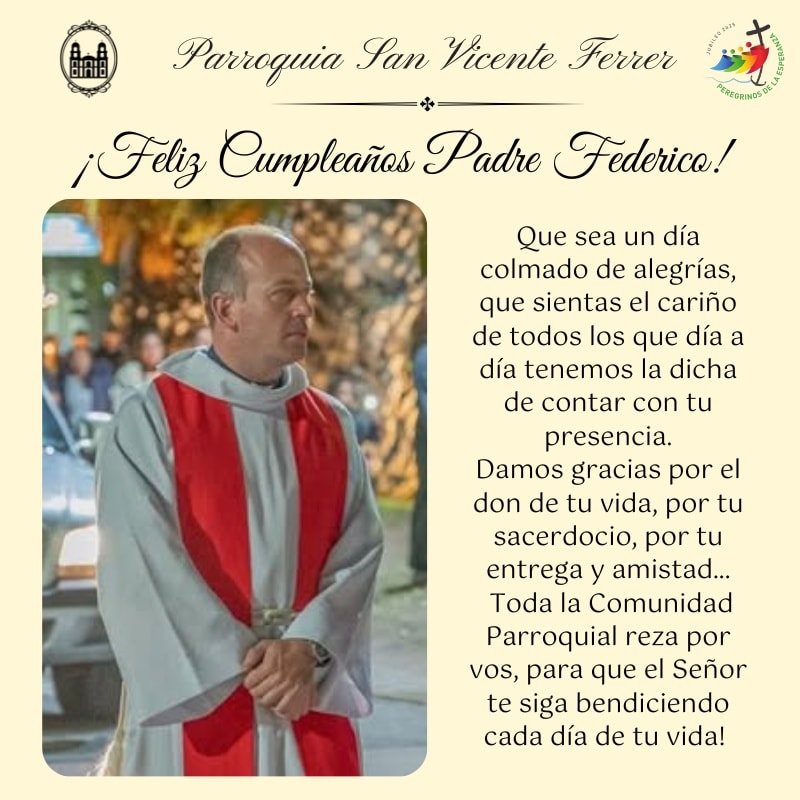 Parroquia San Vicente Ferrer
JUBILEO 2025
PEREGRINOS DE LA ESPERANZA
¡Feliz Cumpleaños Padre Federico!
Que sea un día
colmado de alegrías,
que sientas el cariño
de todos los que día a
día tenemos la dicha
de contar con tu
presencia.
Damos gracias por el
don de tu vida, por tu
sacerdocio, por tu
entrega y amistad...
Toda la Comunidad
Parroquial reza por
vos, para que el Señor
te siga bendiciendo
cada día de tu vida!